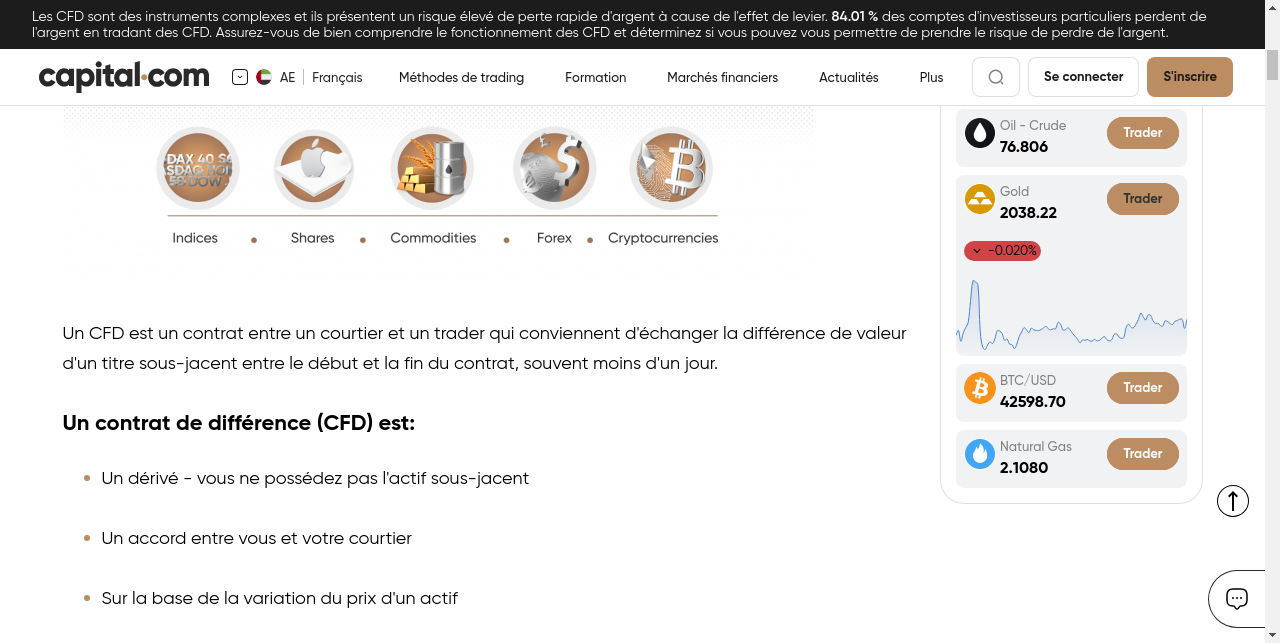 Les CFD sont des instruments complexes et ils présentent un risque élevé de perte rapide d'argent à cause de l'effet de levier. 84.01 % des comptes d'investisseurs particuliers perdent de
l'argent en tradant des CFD. Assurez-vous de bien comprendre le fonctionnement des CFD et déterminez si vous pouvez vous permettre de prendre le risque de perdre de l'argent.
capital.com
AE
Français
Méthodes de trading
Formation
Marchés financiers
Actualités
Plus
Se connecter
S'inscrire
DAX 40
Indices
Shares
Commodities
Forex
Cryptocurrencies
Un CFD est un contrat entre un courtier et un trader qui conviennent d'échanger la différence de valeur
d'un titre sous-jacent entre le début et la fin du contrat, souvent moins d'un jour.
Un contrat de différence (CFD) est:
Un dérivé - vous ne possédez pas l'actif sous-jacent
Un accord entre vous et votre courtier
Sur la base de la variation du prix d'un actif
Oil - Crude
76.806
Trader
Gold
2038.22
Trader
-0.020%
BTC/USD
42598.70
Trader
Natural Gas
2.1080
Trader